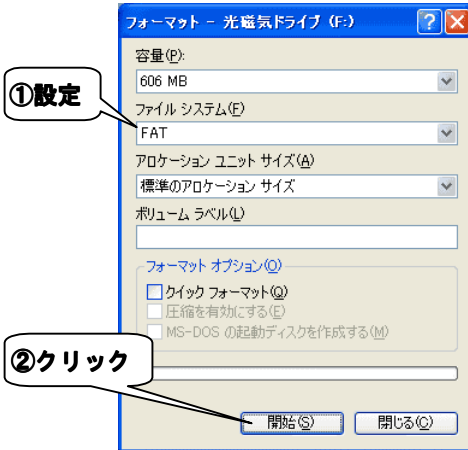 フォーマット - 光磁気ドライブ (F:)
容量(P):
606 MB
①設定
ファイル システム(F)
FAT
アロケーション ユニット サイズ(A)
標準のアロケーション サイズ
ボリューム ラベル(L)
フォーマット オプション(O)
クイック フォーマット(Q)
圧縮を有効にする(E)
MS-DOS の起動ディスクを作成する(M)
②クリック
開始(S)
閉じる(C)